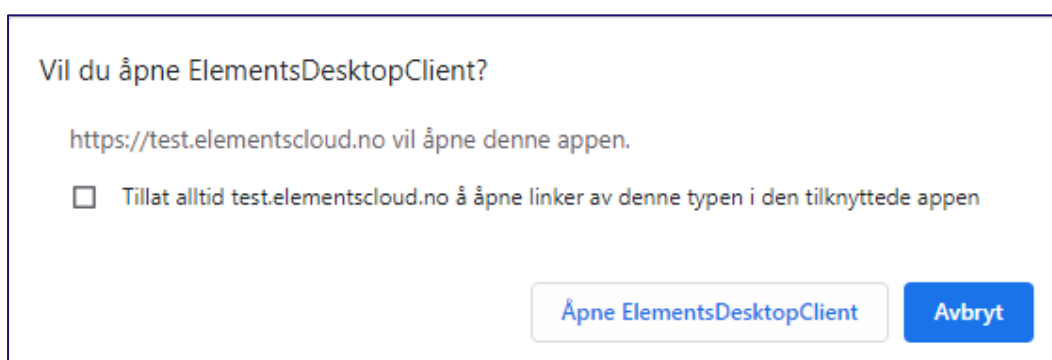 Vil du åpne ElementsDesktopClient?
https://test.elementscloud.no vil åpne denne appen.
Tillat alltid test.elementscloud.no å åpne linker av denne typen i den tilknyttede appen
Åpne ElementsDesktopClient
Avbryt